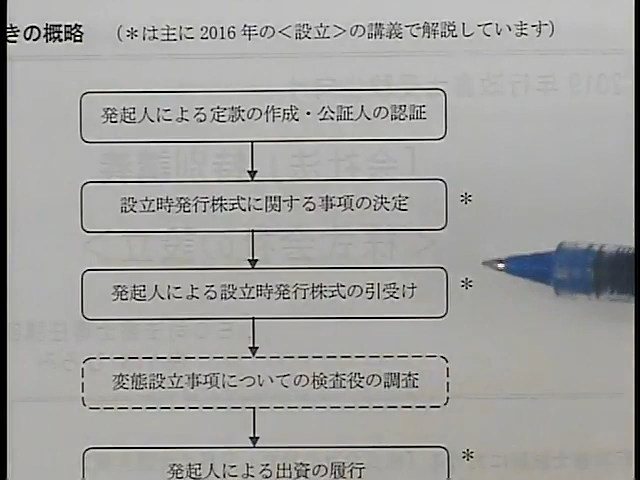 きの概略 (＊は主に 2016 年の＜設立＞の講義で解説しています)
発起人による定款の作成・公証人の認証
設立時発行株式に関する事項の決定 ＊
発起人による設立時発行株式の引受け ＊
変態設立事項についての検査役の調査
発起人による出資の履行 ＊